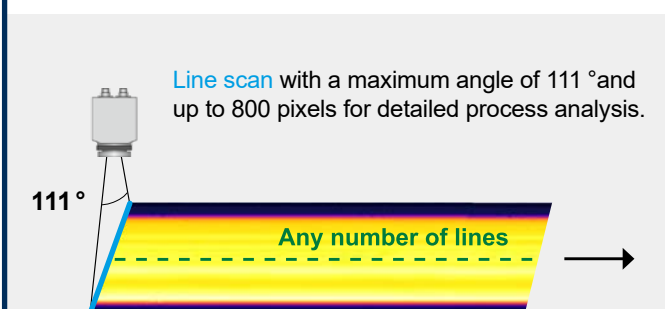 Line scan with a maximum angle of 111 °and
up to 800 pixels for detailed process analysis.
111°
Any number of lines